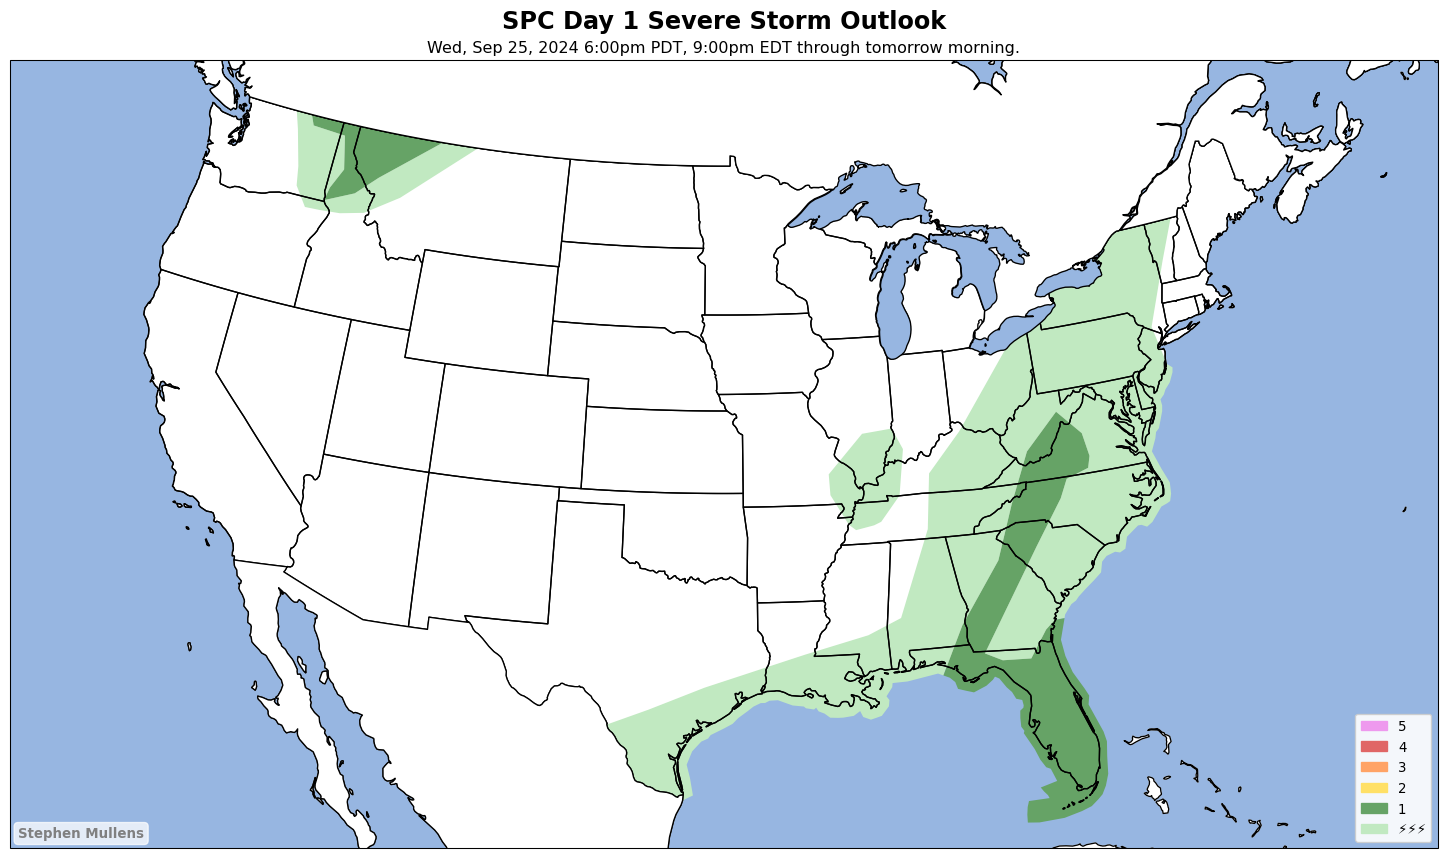 SPC Day 1 Severe Storm Outlook
Wed, Sep 25, 2024 6:00pm PDT, 9:00pm EDT through tomorrow morning.
5
4
3
2
1
⚡⚡⚡
Stephen Mullens